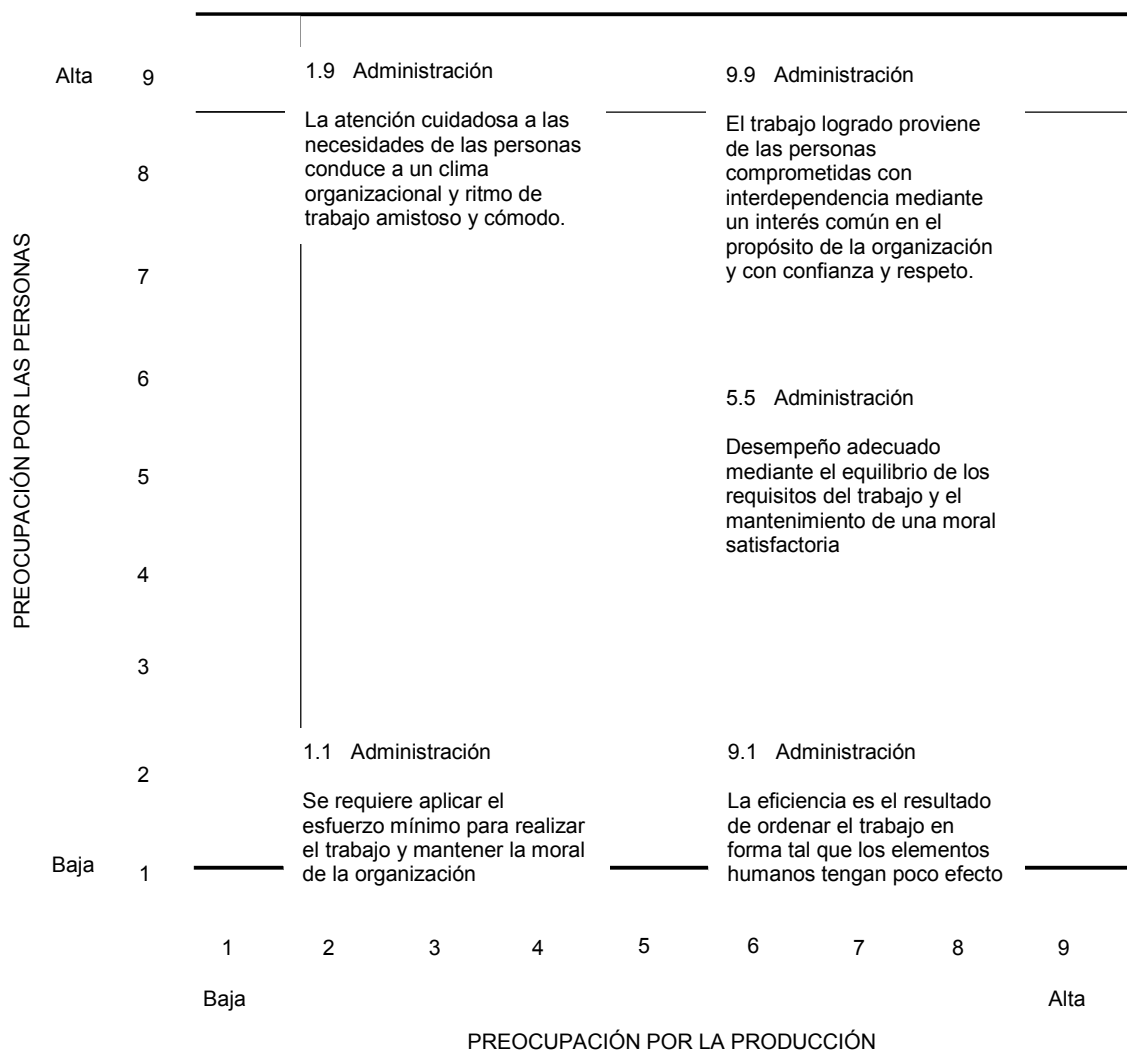 Alta 9
1.9 Administración
La atención cuidadosa a las
necesidades de las personas
conduce a un clima
organizacional y ritmo de
trabajo amistoso y cómodo.
9.9 Administración
El trabajo logrado proviene
de las personas
comprometidas con
interdependencia mediante
un interés común en el
propósito de la organización
y con confianza y respeto.
8
7
6
5
4
3
2
Baja 1
PREOCUPACIÓN POR LAS PERSONAS
5.5 Administración
Desempeño adecuado
mediante el equilibrio de los
requisitos del trabajo y el
mantenimiento de una moral
satisfactoria
1.1 Administración
Se requiere aplicar el
esfuerzo mínimo para realizar
el trabajo y mantener la moral
de la organización
9.1 Administración
La eficiencia es el resultado
de ordenar el trabajo en
forma tal que los elementos
humanos tengan poco efecto
1 2 3 4 5 6 7 8 9
Baja Alta
PREOCUPACIÓN POR LA PRODUCCIÓN